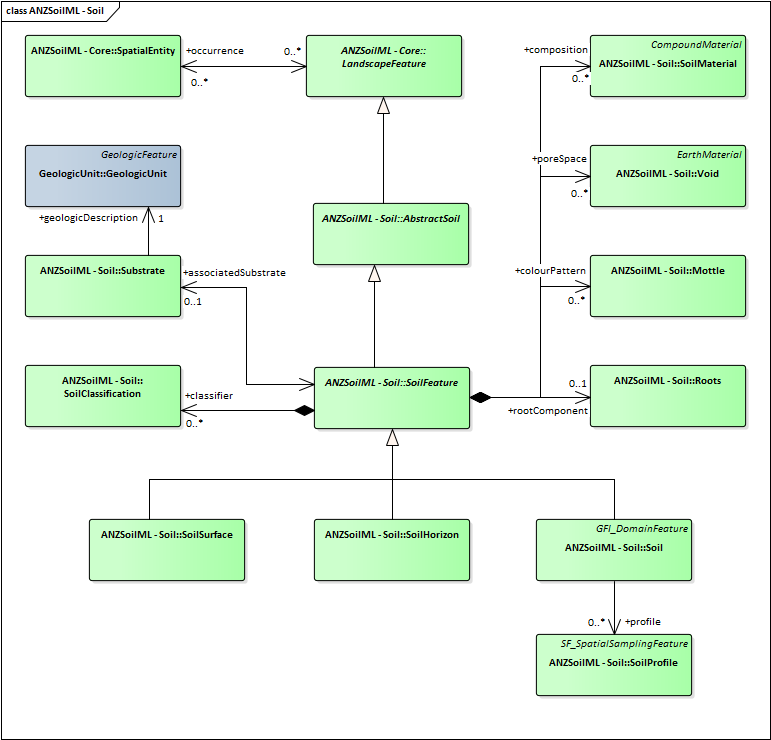 class ANZSoilML - Soil
ANZSoilML - Core::SpatialEntity
+occurrence
0..*
0..*
ANZSoilML - Core::
LandscapeFeature
+composition
0..*
CompoundMaterial
ANZSoilML - Soil::SoilMaterial
GeologicFeature
GeologicUnit::GeologicUnit
+poreSpace
0..*
EarthMaterial
ANZSoilML - Soil::Void
+geologicDescription
1
ANZSoilML - Soil::AbstractSoil
ANZSoilML - Soil::Substrate
+associatedSubstrate
0..1
+colourPattern
0..*
ANZSoilML - Soil::Mottle
ANZSoilML - Soil::
SoilClassification
+classifier
0..*
ANZSoilML - Soil::SoilFeature
0..1
+rootComponent
ANZSoilML - Soil::Roots
ANZSoilML - Soil::SoilSurface
ANZSoilML - Soil::SoilHorizon
GFI_DomainFeature
ANZSoilML - Soil::Soil
0..*
+profile
SF_SpatialSamplingFeature
ANZSoilML - Soil::SoilProfile